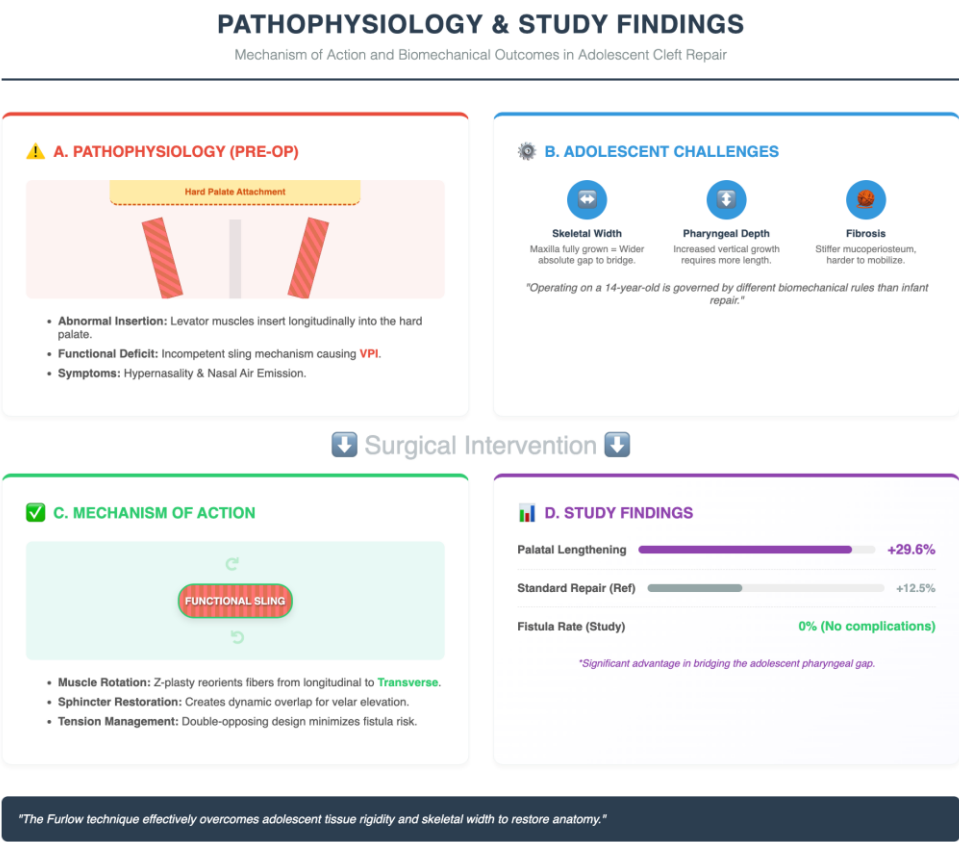 PATHOPHYSIOLOGY & STUDY FINDINGS
Mechanism of Action and Biomechanical Outcomes in Adolescent Cleft Repair
A. PATHOPHYSIOLOGY (PRE-OP)
Hard Palate Attachment
• Abnormal Insertion: Levator muscles insert longitudinally into the hard
palate.
• Functional Deficit: Incompetent sling mechanism causing VPI.
• Symptoms: Hypernasality & Nasal Air Emission.
B. ADOLESCENT CHALLENGES
Skeletal Width
Maxilla fully grown = Wider
absolute gap to bridge.
Pharyngeal Depth
Increased vertical growth
requires more length.
Fibrosis
Stiffer mucoperiosteum,
harder to mobilize.
"Operating on a 14-year-old is governed by different biomechanical rules than infant
repair."
Surgical Intervention
C. MECHANISM OF ACTION
FUNCTIONAL SLING
• Muscle Rotation: Z-plasty reorients fibers from longitudinal to Transverse.
• Sphincter Restoration: Creates dynamic overlap for velar elevation.
• Tension Management: Double-opposing design minimizes fistula risk.
D. STUDY FINDINGS
Palatal Lengthening +29.6%
Standard Repair (Ref) +12.5%
Fistula Rate (Study) 0% (No complications)
*Significant advantage in bridging the adolescent pharyngeal gap.
"The Furlow technique effectively overcomes adolescent tissue rigidity and skeletal width to restore anatomy."